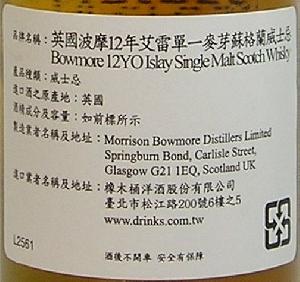 品牌名稱：英國波摩12年艾雷單一麥芽蘇格蘭威士忌
Bowmore 12YO Islay Single Malt Scotch Whisky
產品種類：威士忌
進口酒之原產地：英國
酒精成分及容量：如前標所示
製造業者名稱及地址：Morrison Bowmore Distillers Limited
Springburn Bond, Carlisle Street,
Glasgow G21 1EQ, Scotland UK
進口業者名稱及地址：橡木桶洋酒股份有限公司
臺北市松江路200號6樓之5
www.drinks.com.tw
L2561
酒後不開車 安全有保障